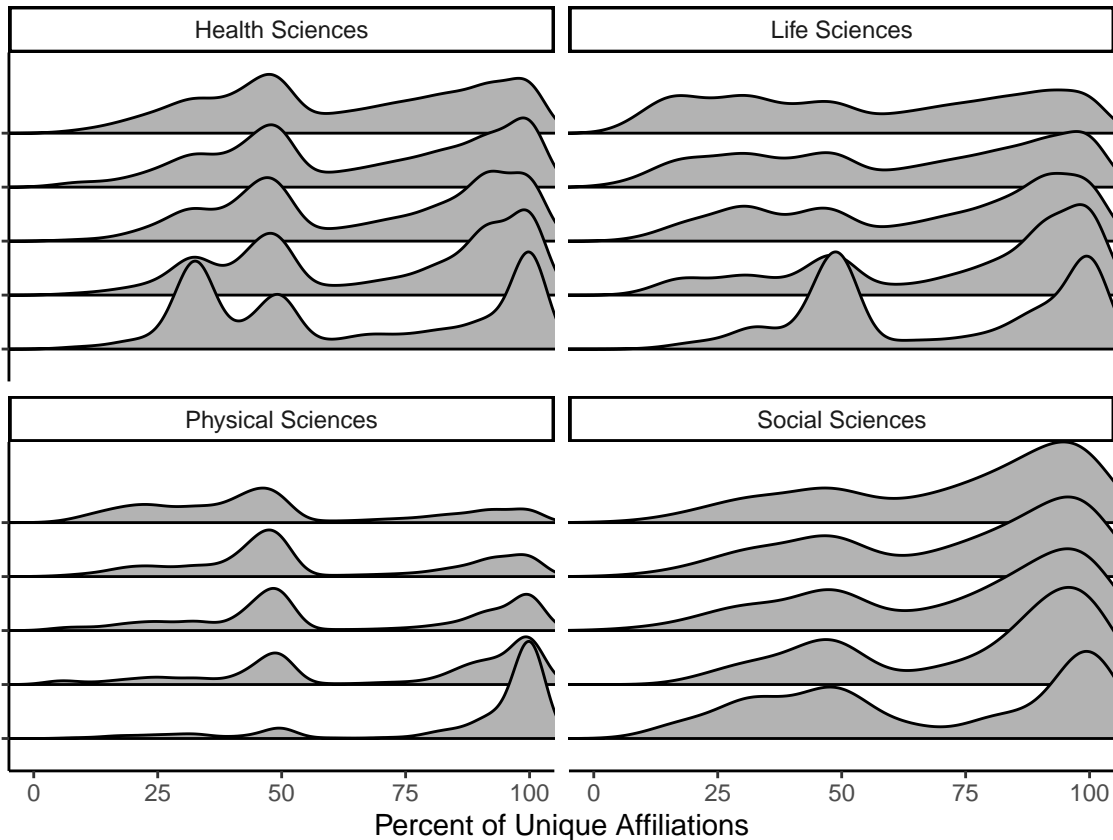 Health Sciences
Life Sciences
Physical Sciences
Social Sciences
0 25 50 75 100
0 25 50 75 100
Percent of Unique Affiliations